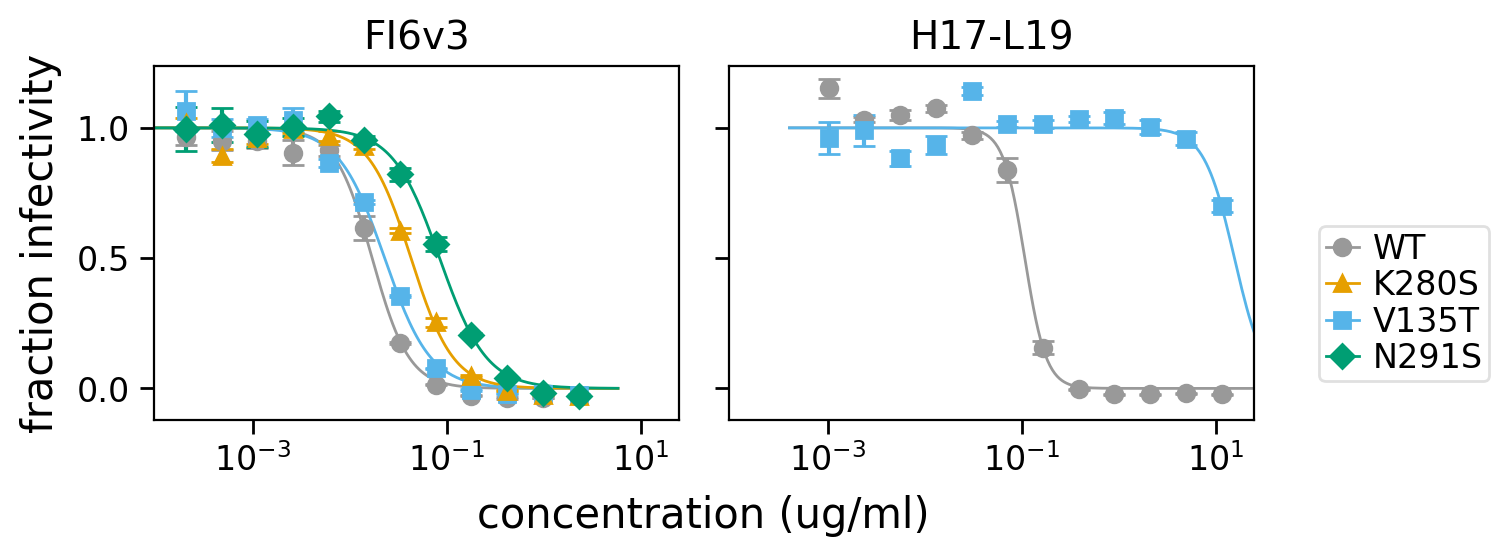 FI6v3
H17-L19
fraction infectivity
1.0
0.5
0.0
10⁻³
10⁻¹
10¹
10⁻³
10⁻¹
10¹
concentration (ug/ml)
WT
K280S
V135T
N291S